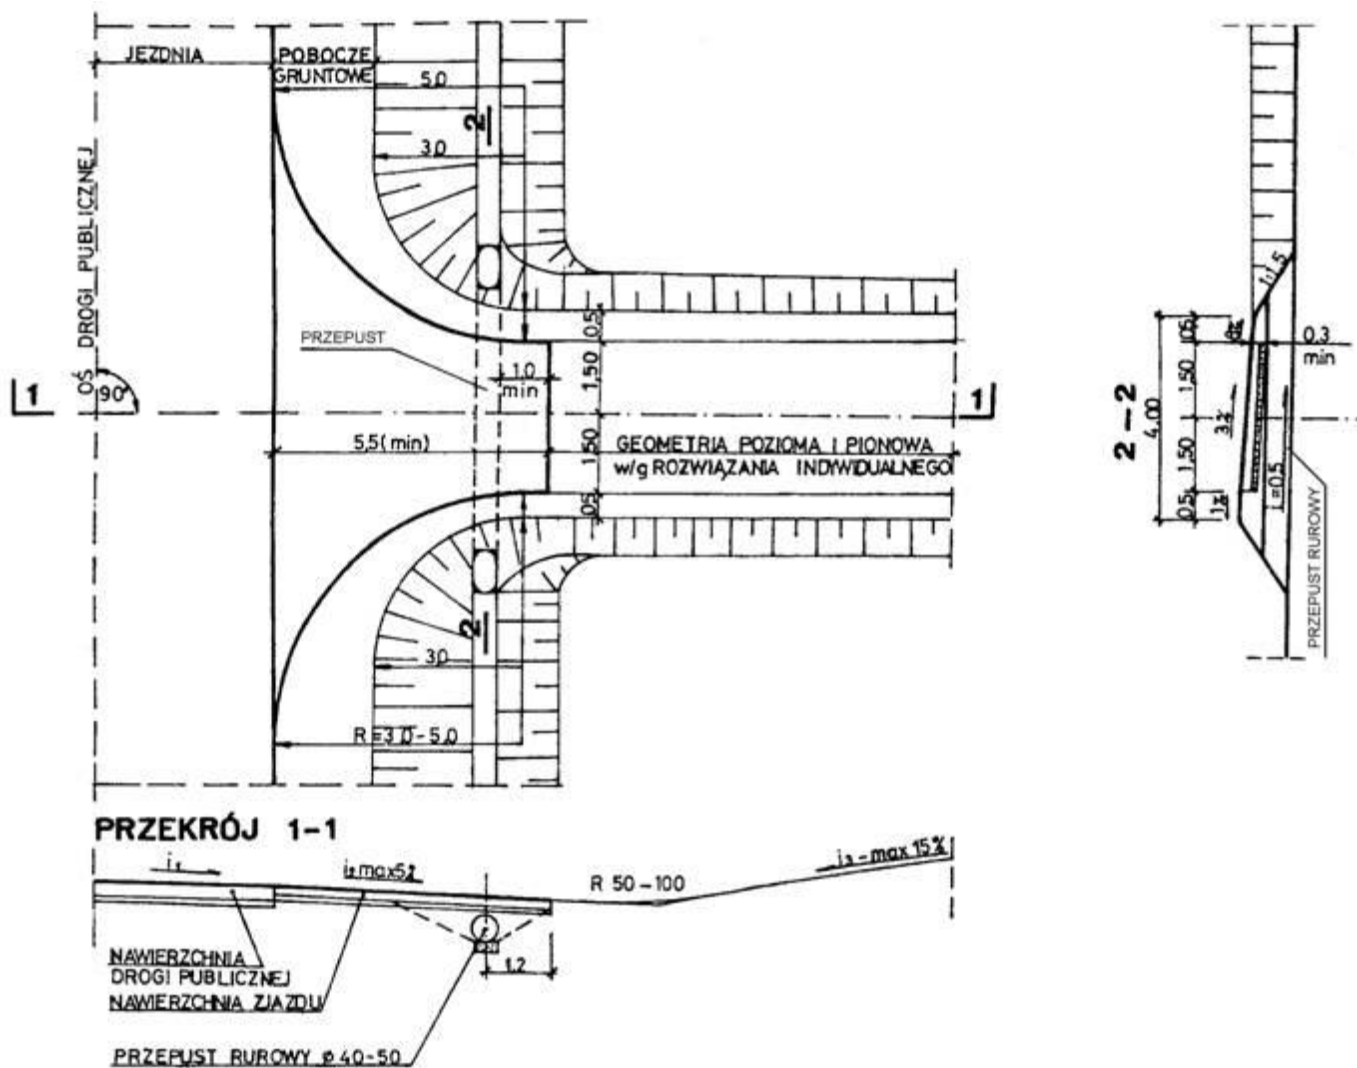 JEZDNIA
POBOCZE
GRUNTOWE
5,0
2
3,0
OŚ DROGI PUBLICZNEJ
PRZEPUST
0,5
1,0
min
1,50
90°
1
1
5,5(min)
1,50
GEOMETRIA POZIOMA I PIONOWA
w/g ROZWIĄZANIA INDYWIDUALNEGO
0,5
2
3,0
R=3,0-5,0
1:1,5
0,5
0,3
min
1,50
2-2
4,00
3%
1,50
i=0,5
0,5
PRZEPUST RUROWY
PRZEKRÓJ 1-1
i₁
i₂ max5%
R 50-100
i₃-max 15%
NAWIERZCHNIA
DROGI PUBLICZNEJ
NAWIERZCHNIA ZJAZDU
1,2
PRZEPUST RUROWY ø 40-50